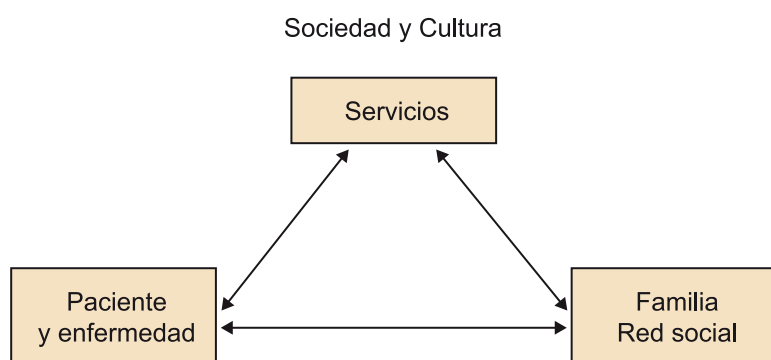 Sociedad y Cultura
Servicios
Paciente
y enfermedad
Familia
Red social